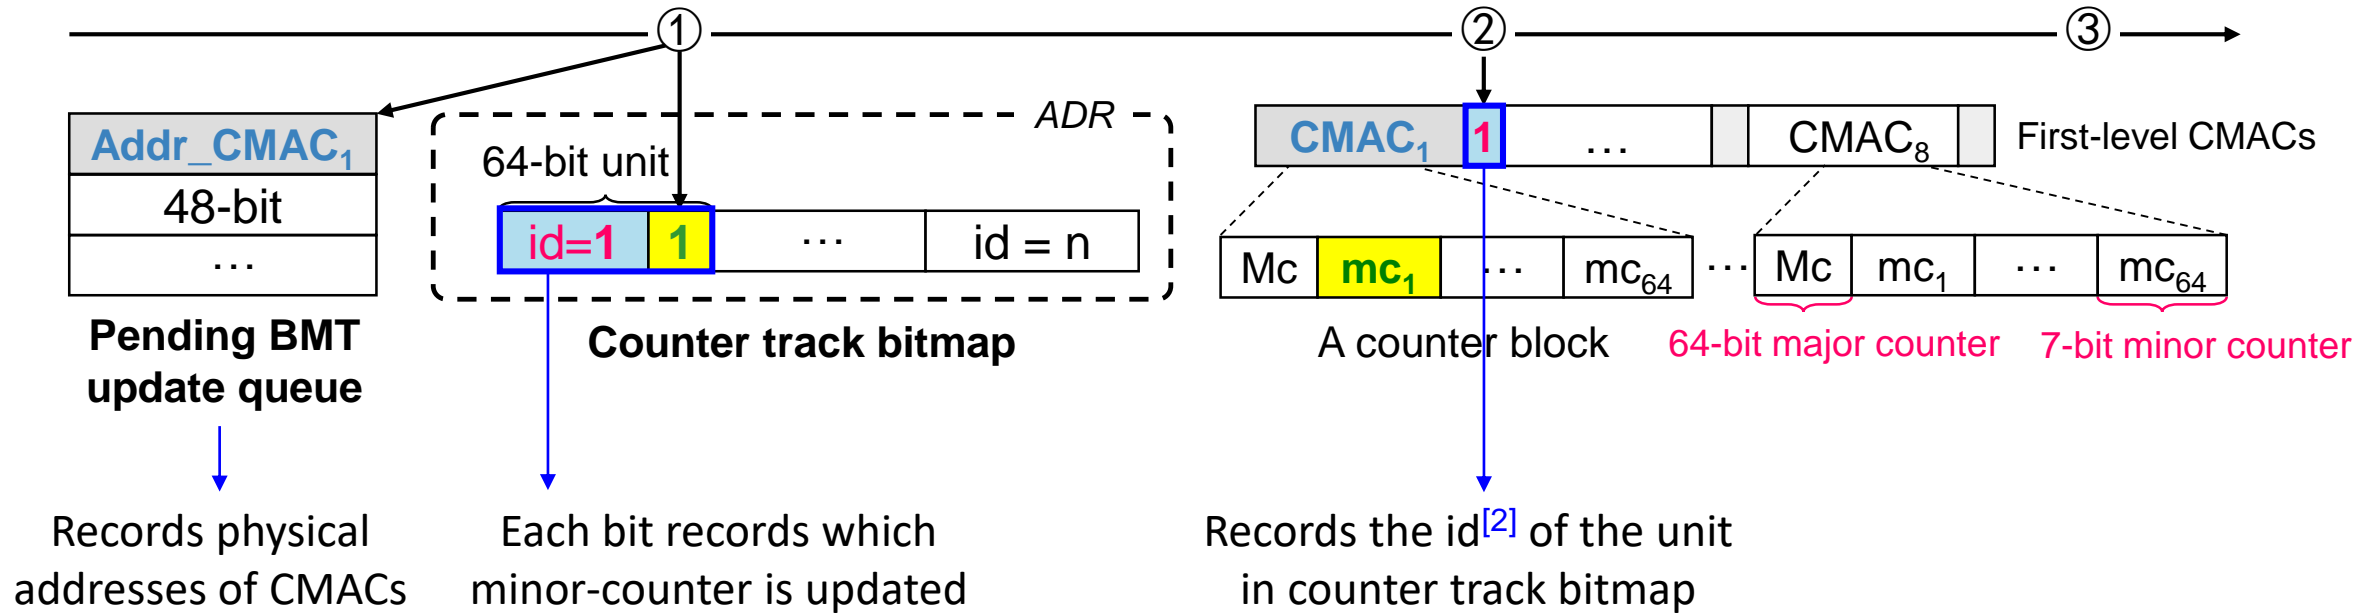 ① ② ③
Addr_CMAC₁
48-bit
...
Pending BMT
update queue
Records physical
addresses of CMACs
ADR
64-bit unit
id=1 1 ... id = n
Counter track bitmap
Each bit records which
minor-counter is updated
CMAC₁ 1 ... CMAC₈ First-level CMACs
Mc mc₁ ... mc₆₄ ... Mc mc₁ ... mc₆₄
A counter block 64-bit major counter 7-bit minor counter
Records the id[2] of the unit
in counter track bitmap